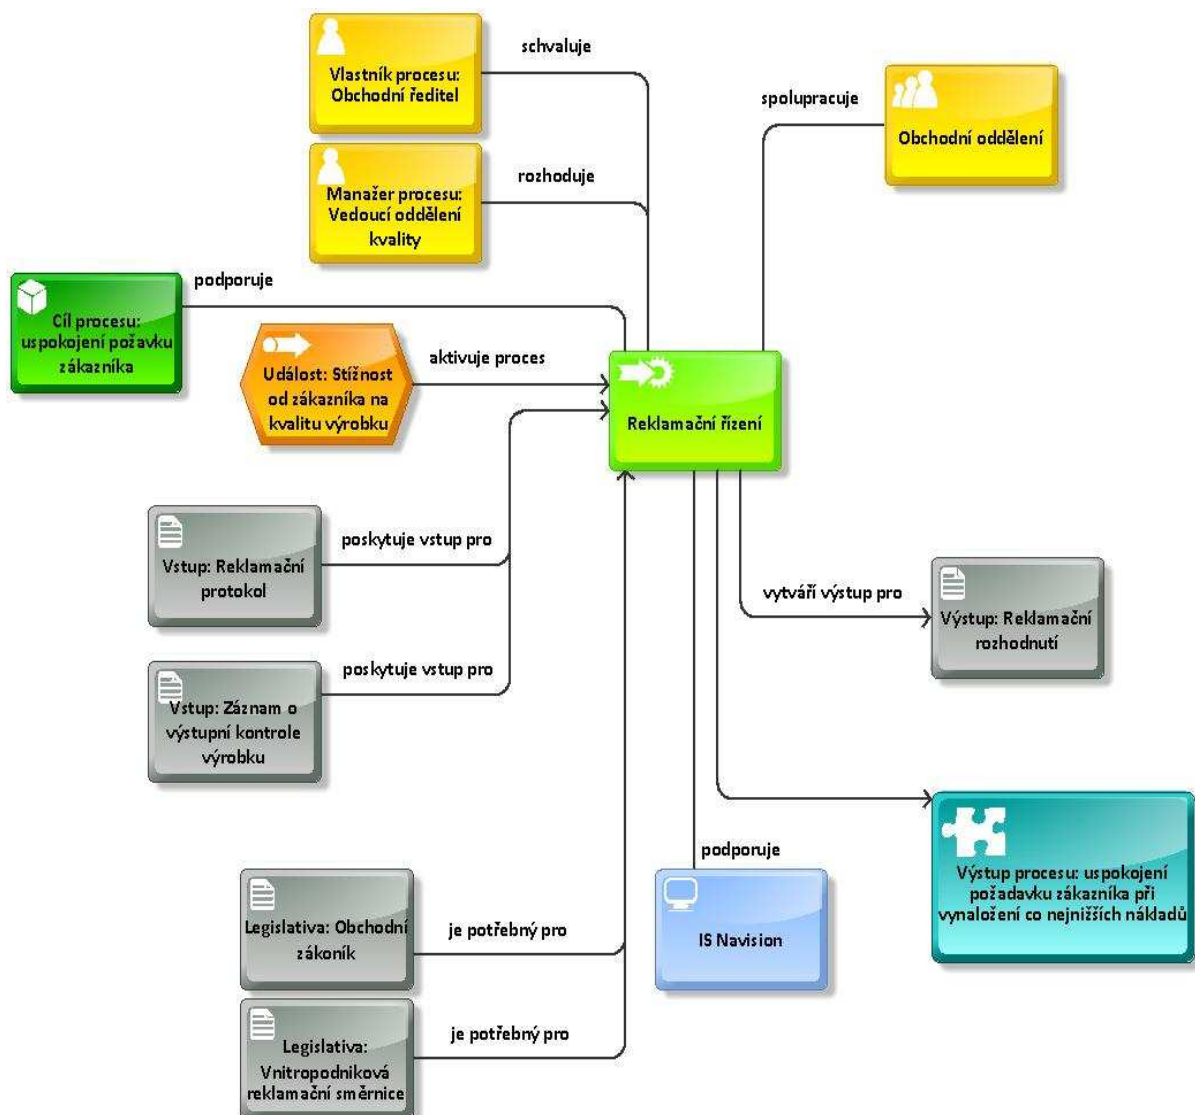 schvaluje
Vlastník procesu:
Obchodní ředitel
spolupracuje
Obchodní oddělení
rozhoduje
Manažer procesu:
Vedoucí oddělení
kvality
podporuje
Cíl procesu:
uspokojení požavku
zákazníka
aktivuje proces
Událost: Stížnost
od zákazníka na
kvalitu výrobku
Reklamační řízení
poskytuje vstup pro
Vstup: Reklamační
protokol
vytváří výstup pro
Výstup: Reklamační
rozhodnutí
poskytuje vstup pro
Vstup: Záznam o
výstupní kontrole
výrobku
podporuje
IS Navision
Výstup procesu: uspokojení
požadavku zákazníka při
vynaložení co nejnižších nákladů
Legislativa: Obchodní
zákoník
je potřebný pro
Legislativa:
Vnitropodniková
reklamační směrnice
je potřebný pro